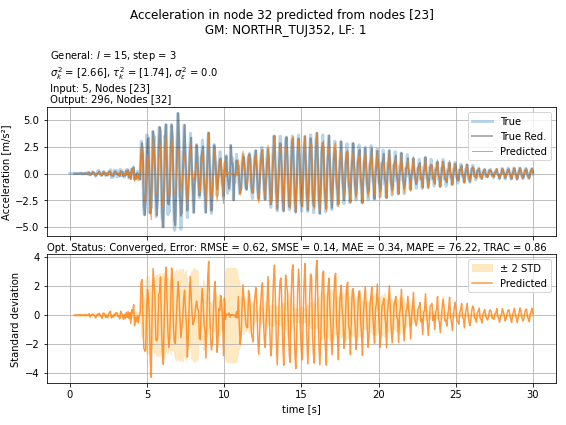 Acceleration in node 32 predicted from nodes [23]
GM: NORTHR_TUJ352, LF: 1
General: l = 15, step = 3
σ²ₖ = [2.66], τ²ₖ = [1.74], σ²ε = 0.0
Input: 5, Nodes [23]
Output: 296, Nodes [32]
Acceleration [m/s²]
5.0
2.5
0.0
−2.5
−5.0
True
True Red.
Predicted
Opt. Status: Converged, Error: RMSE = 0.62, SMSE = 0.14, MAE = 0.34, MAPE = 76.22, TRAC = 0.86
Standard deviation
4
2
0
−2
−4
± 2 STD
Predicted
0 5 10 15 20 25 30
time [s]